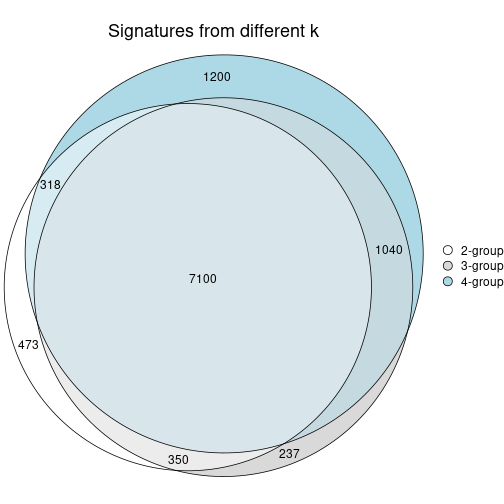 Signatures from different k
1200
318
1040
7100
473
350
237
2-group
3-group
4-group